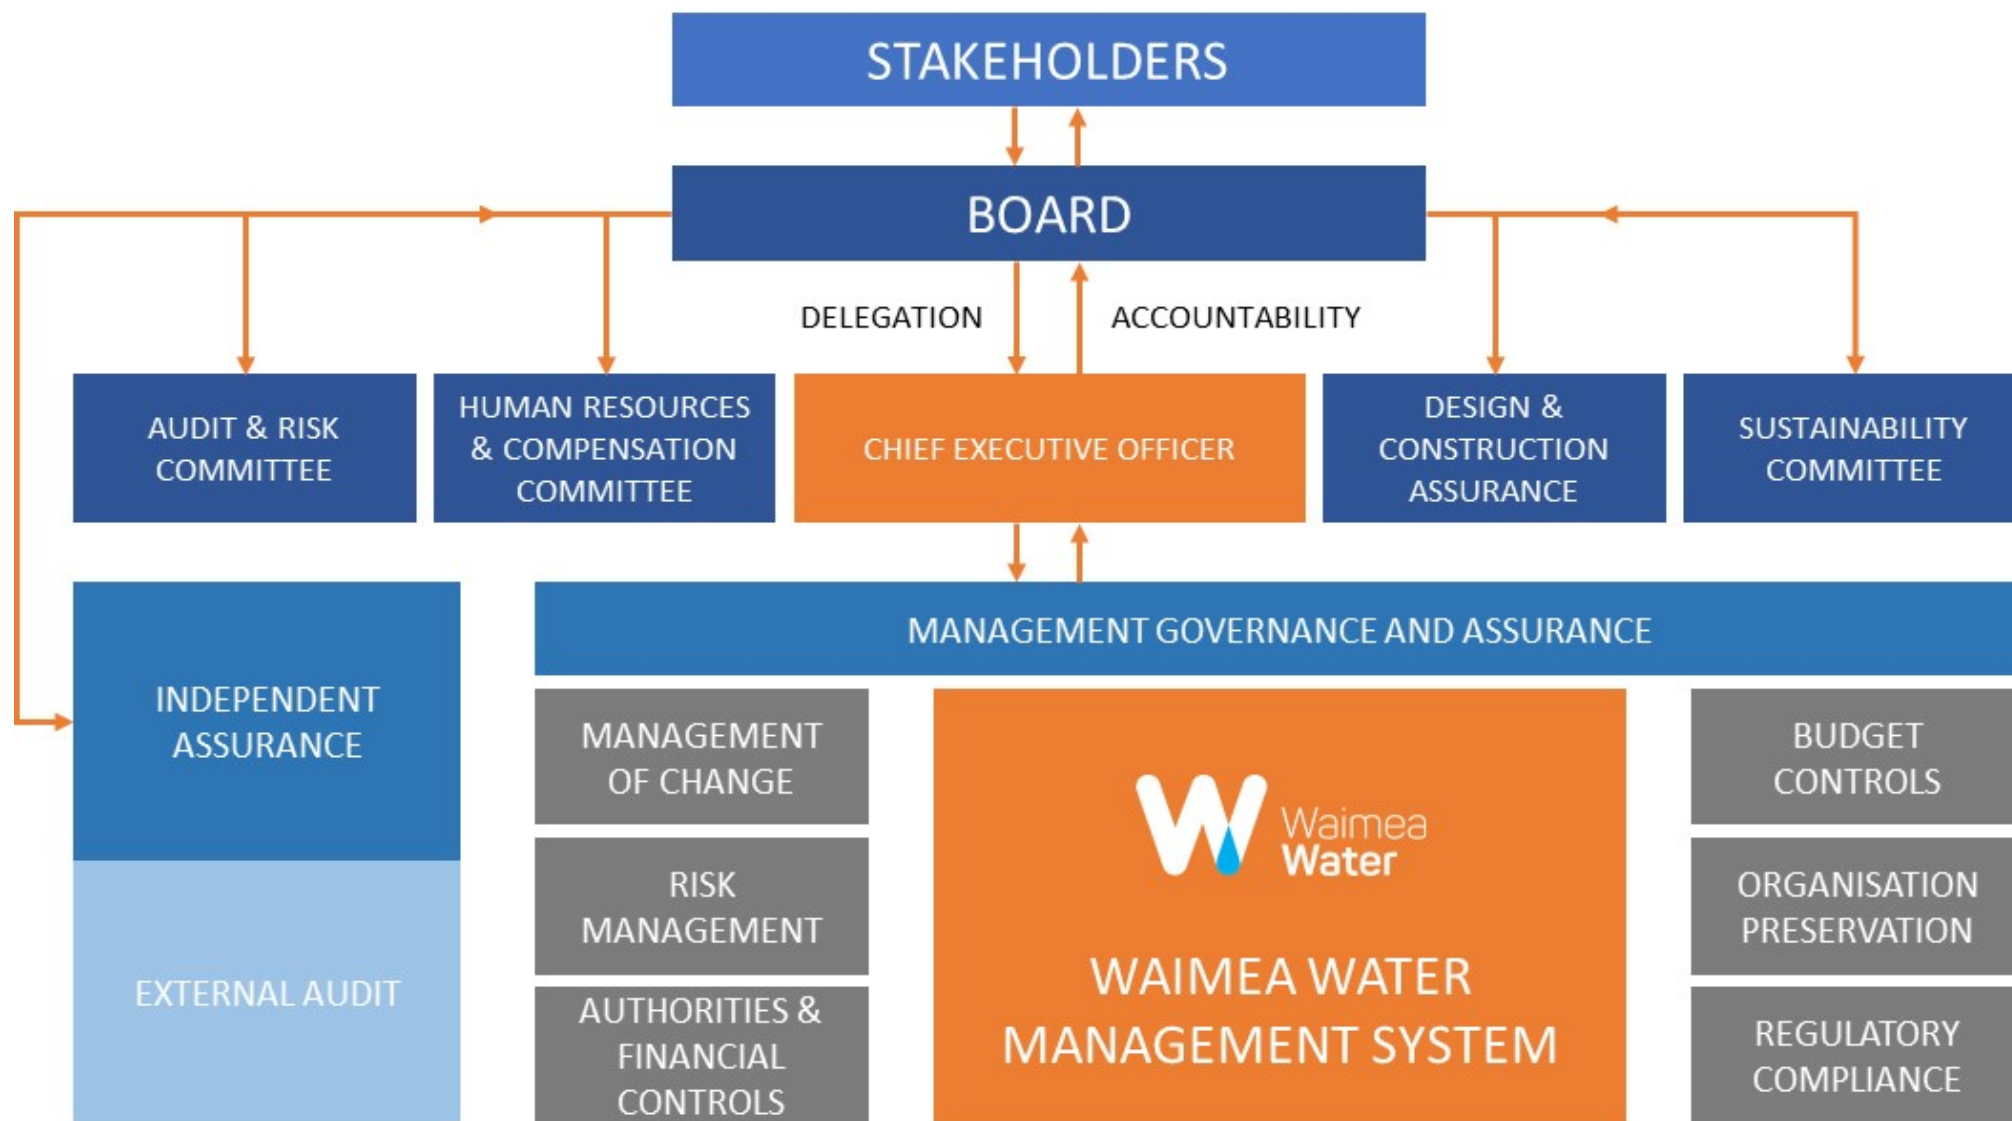 STAKEHOLDERS
BOARD
DELEGATION
ACCOUNTABILITY
AUDIT & RISK
COMMITTEE
HUMAN RESOURCES
& COMPENSATION
COMMITTEE
CHIEF EXECUTIVE OFFICER
DESIGN &
CONSTRUCTION
ASSURANCE
SUSTAINABILITY
COMMITTEE
INDEPENDENT
ASSURANCE
EXTERNAL AUDIT
MANAGEMENT GOVERNANCE AND ASSURANCE
MANAGEMENT
OF CHANGE
RISK
MANAGEMENT
AUTHORITIES &
FINANCIAL
CONTROLS
Waimea
Water
WAIMEA WATER
MANAGEMENT SYSTEM
BUDGET
CONTROLS
ORGANISATION
PRESERVATION
REGULATORY
COMPLIANCE